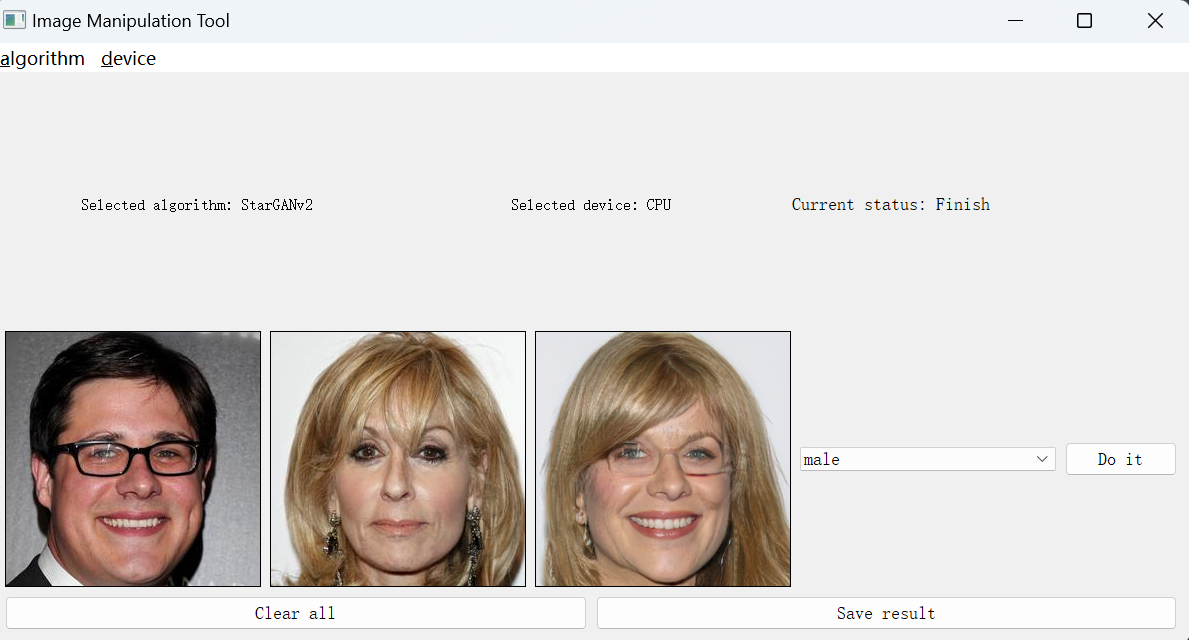 Image Manipulation Tool
algorithm device
Selected algorithm: StarGANv2 Selected device: CPU Current status: Finish
male Do it
Clear all Save result